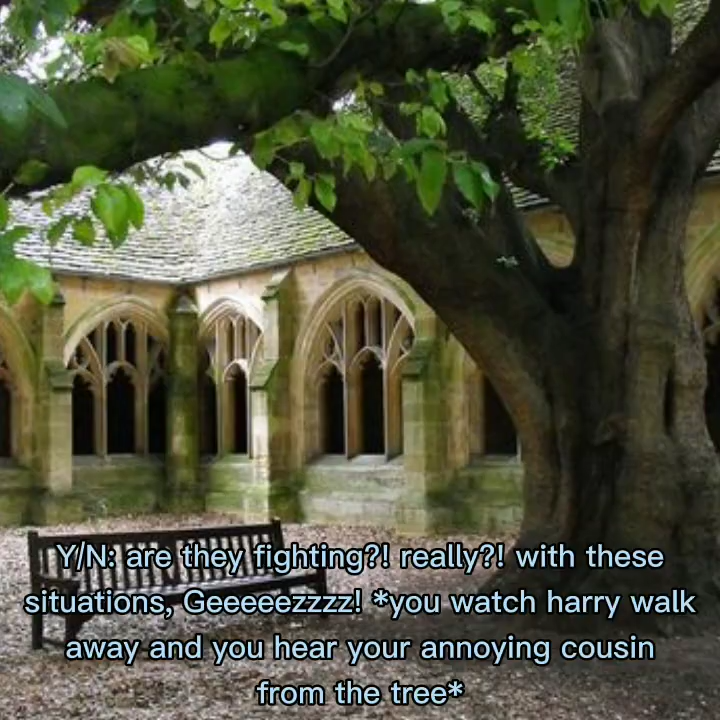 Y/N: are they fighting?! really?! with these
situations, Geeeeezzzz! *you watch harry walk
away and you hear your annoying cousin
from the tree*